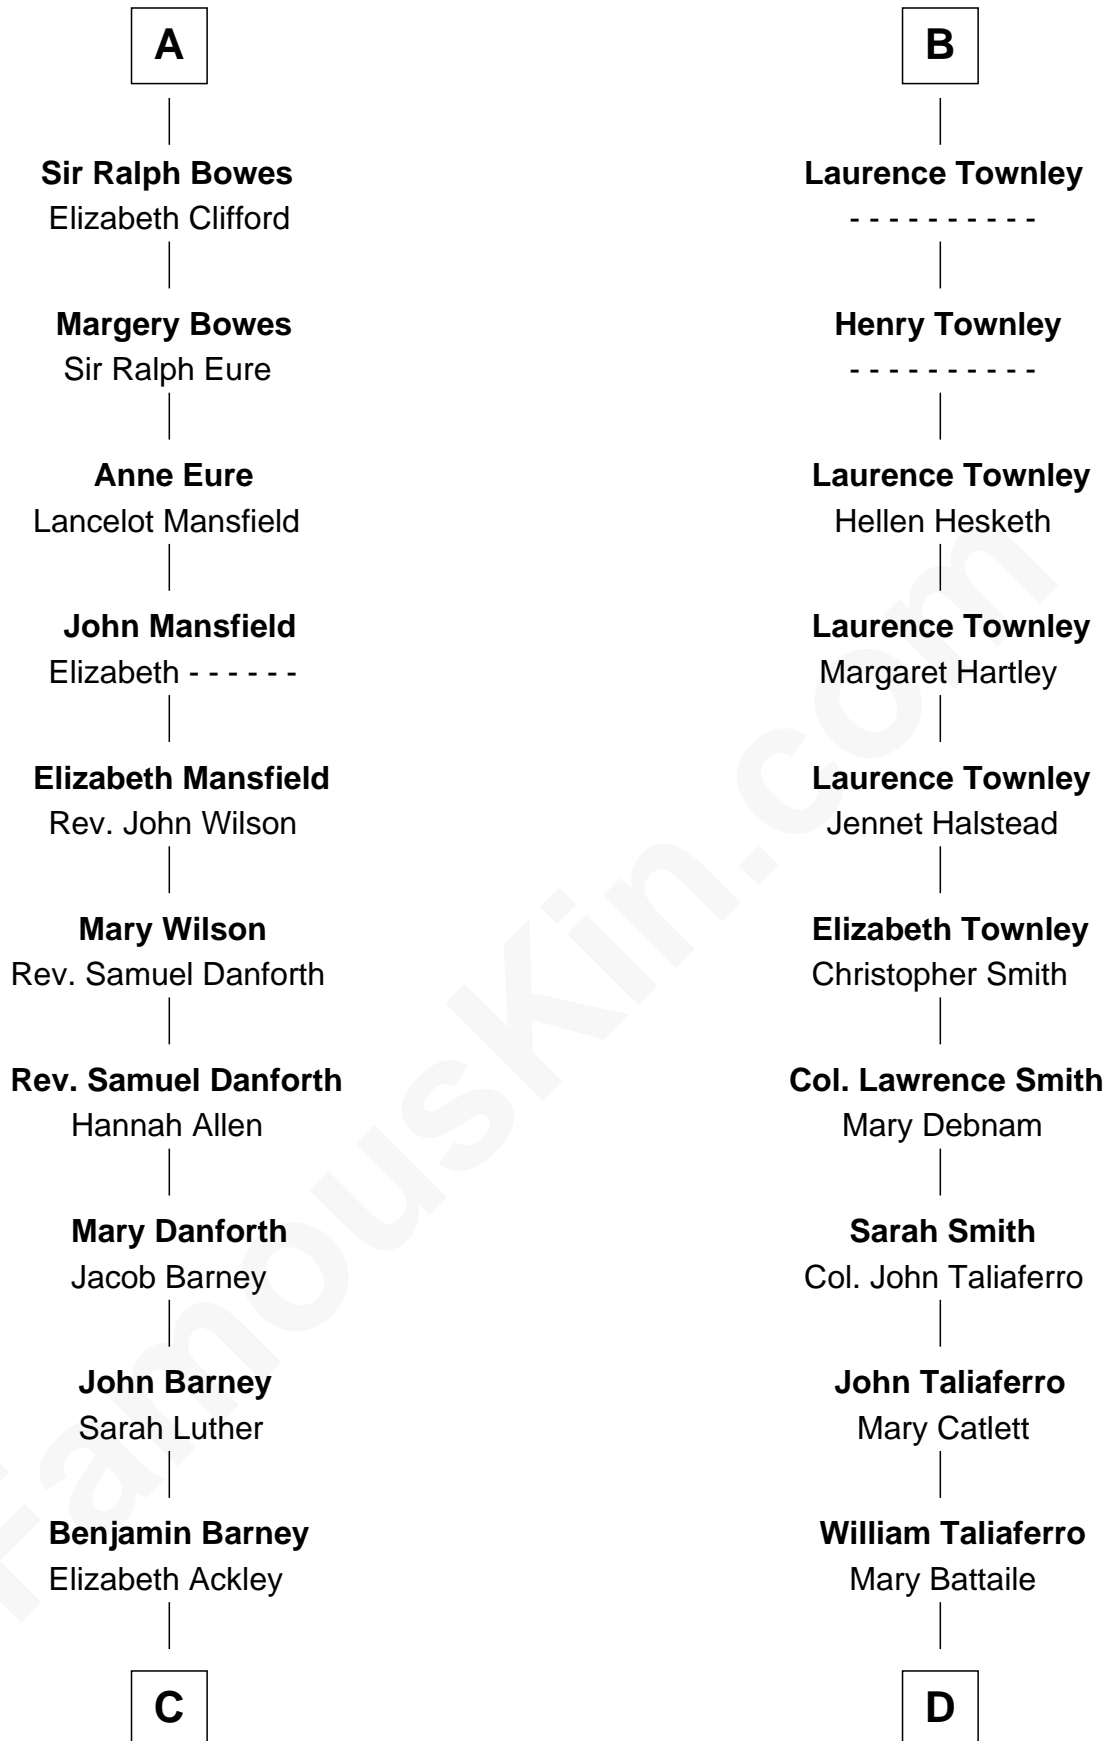 A
Sir Ralph Bowes
Elizabeth Clifford
Margery Bowes
Sir Ralph Eure
Anne Eure
Lancelot Mansfield
John Mansfield
Elizabeth - - - - - -
Elizabeth Mansfield
Rev. John Wilson
Mary Wilson
Rev. Samuel Danforth
Rev. Samuel Danforth
Hannah Allen
Mary Danforth
Jacob Barney
John Barney
Sarah Luther
Benjamin Barney
Elizabeth Ackley
C
B
Laurence Townley
- - - - - - - - - -
Henry Townley
- - - - - - - - - -
Laurence Townley
Hellen Hesketh
Laurence Townley
Margaret Hartley
Laurence Townley
Jennet Halstead
Elizabeth Townley
Christopher Smith
Col. Lawrence Smith
Mary Debnam
Sarah Smith
Col. John Taliaferro
John Taliaferro
Mary Catlett
William Taliaferro
Mary Battaile
D
FamousKin.com